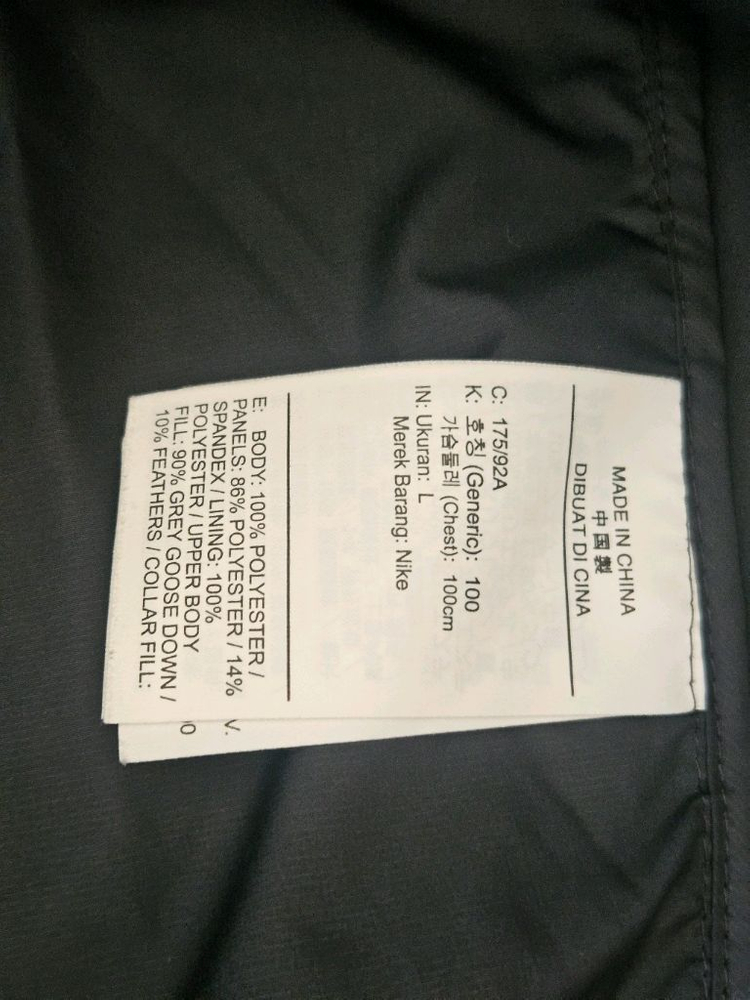 MADE IN CHINA
中国製
DIBUAT DI CINA
C: 175/92A
K: 호칭 (Generic): 100
가슴둘레 (Chest): 100cm
IN: Ukuran: L
Merek Barang: Nike
E: BODY: 100% POLYESTER /
PANELS: 86% POLYESTER / 14%
SPANDEX / LINING: 100%
POLYESTER / UPPER BODY
FILL: 90% GREY GOOSE DOWN /
10% FEATHERS / COLLAR FILL: